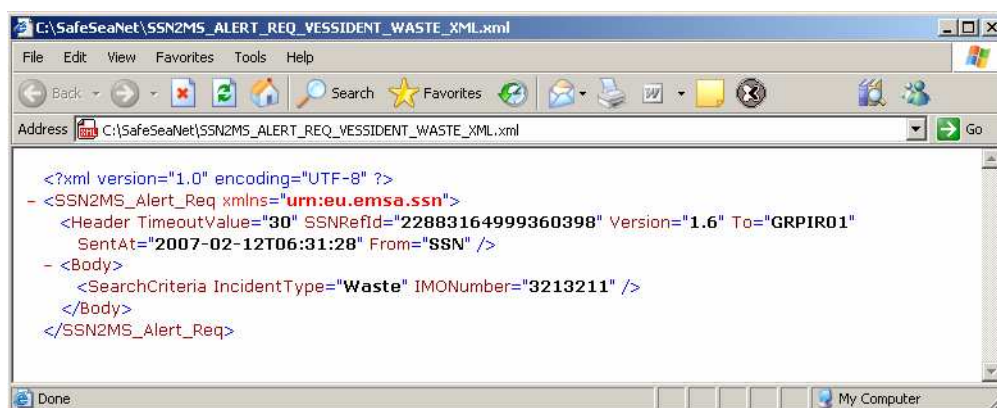 C:\SafeSeaNet\SSN2MS_ALERT_REQ_VESSIDENT_WASTE_XML.xml
File Edit View Favorites Tools Help
Back Search Favorites
Address C:\SafeSeaNet\SSN2MS_ALERT_REQ_VESSIDENT_WASTE_XML.xml Go
<?xml version="1.0" encoding="UTF-8" ?>
- <SSN2MS_Alert_Req xmlns="urn:eu.emsa.ssn">
<Header TimeoutValue="30" SSNRefId="22883164999360398" Version="1.6" To="GRPIR01"
SentAt="2007-02-12T06:31:28" From="SSN" />
- <Body>
<SearchCriteria IncidentType="Waste" IMONumber="3213211" />
</Body>
</SSN2MS_Alert_Req>
Done My Computer